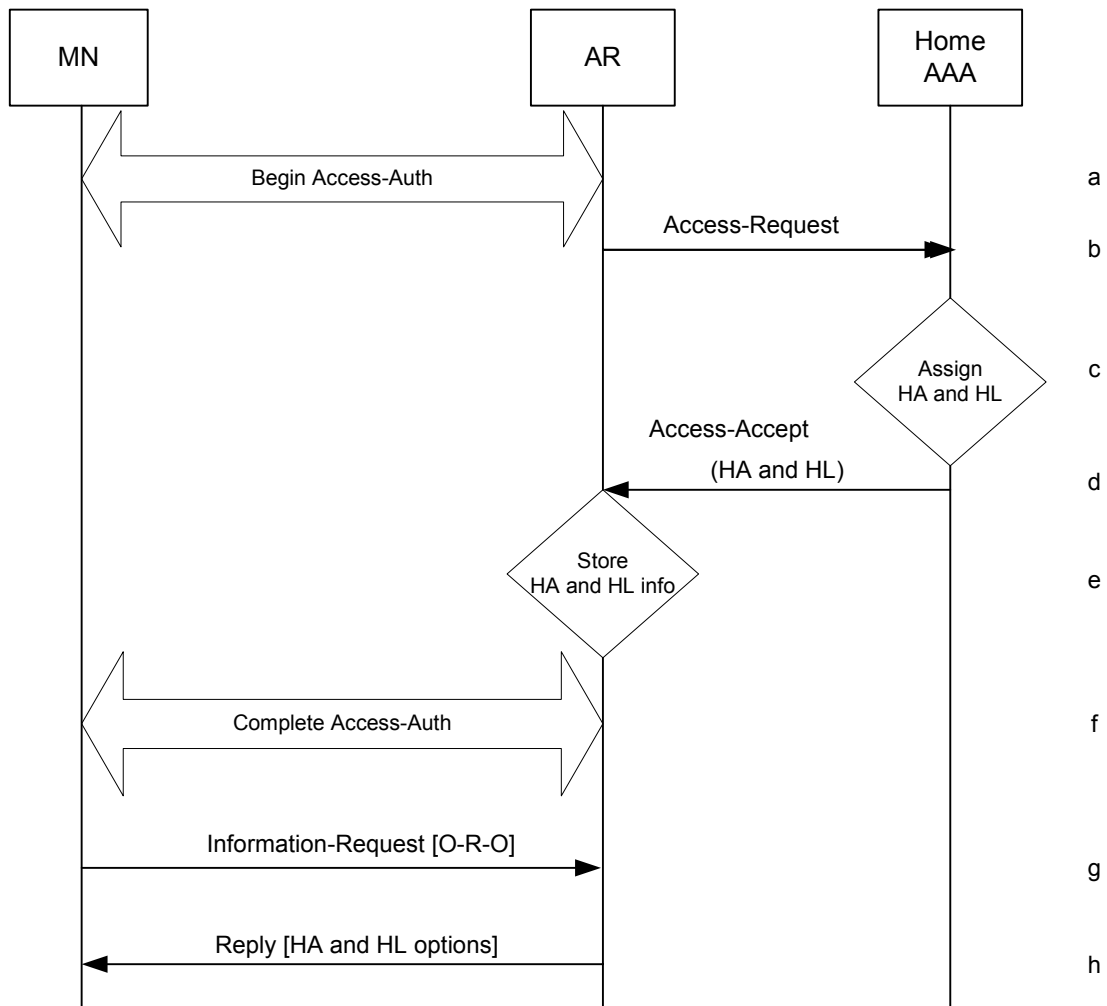 MN
AR
Home
AAA
Begin Access-Auth
a
Access-Request
b
Assign
HA and HL
c
Access-Accept
(HA and HL)
d
Store
HA and HL info
e
Complete Access-Auth
f
Information-Request [O-R-O]
g
Reply [HA and HL options]
h